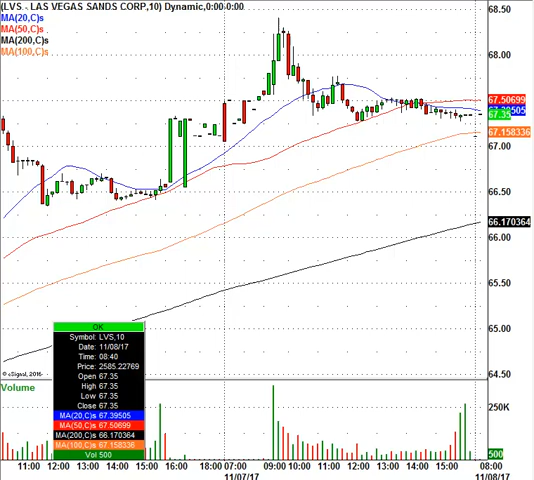 (LVS - LAS VEGAS SANDS CORP,10) Dynamic,0:00-0:00
MA(20,C)s
MA(50,C)s
MA(200,C)s
MA(100,C)s
68.50
68.00
67.50699
67.39505
67.35
67.158336
67.00
66.50
66.170364
66.00
65.50
65.00
64.50
OK
Symbol: LVS,10
Date: 11/08/17
Time: 08:40
Price: 2585.22769
Open 67.35
High 67.35
Low 67.35
Close 67.35
MA(20,C)s 67.39505
MA(50,C)s 67.50699
MA(200,C)s 66.170364
MA(100,C)s 67.158336
Vol 500
© eSignal, 2016
Volume
250K
500
11:00 12:00 13:00 14:00 15:00 16:00 18:00 07:00 09:00 10:00 11:00 12:00 13:00 14:00 15:00 08:00
11/07/17 11/08/17